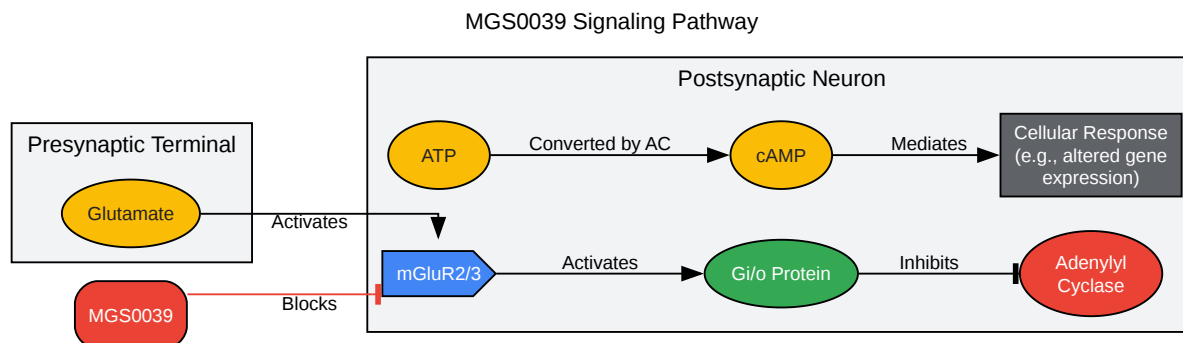 MGS0039 Signaling Pathway
Postsynaptic Neuron
Presynaptic Terminal
ATP
Converted by AC
cAMP
Mediates
Cellular Response
(e.g., altered gene
expression)
Glutamate
Activates
mGluR2/3
Activates
Gi/o Protein
Inhibits
Adenylyl
Cyclase
MGS0039
Blocks